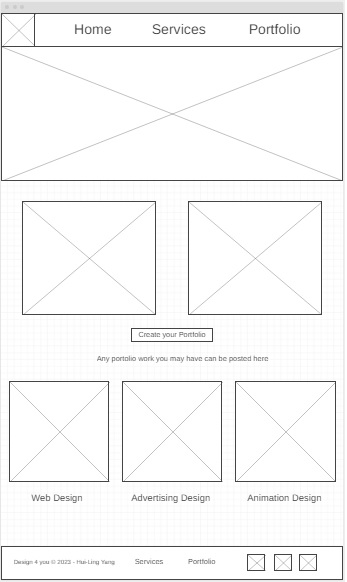 Home Services Portfolio
Create your Portfolio
Any portolio work you may have can be posted here
Web Design Advertising Design Animation Design
Design 4 you © 2023 - Hui-Ling Yang Services Portfolio